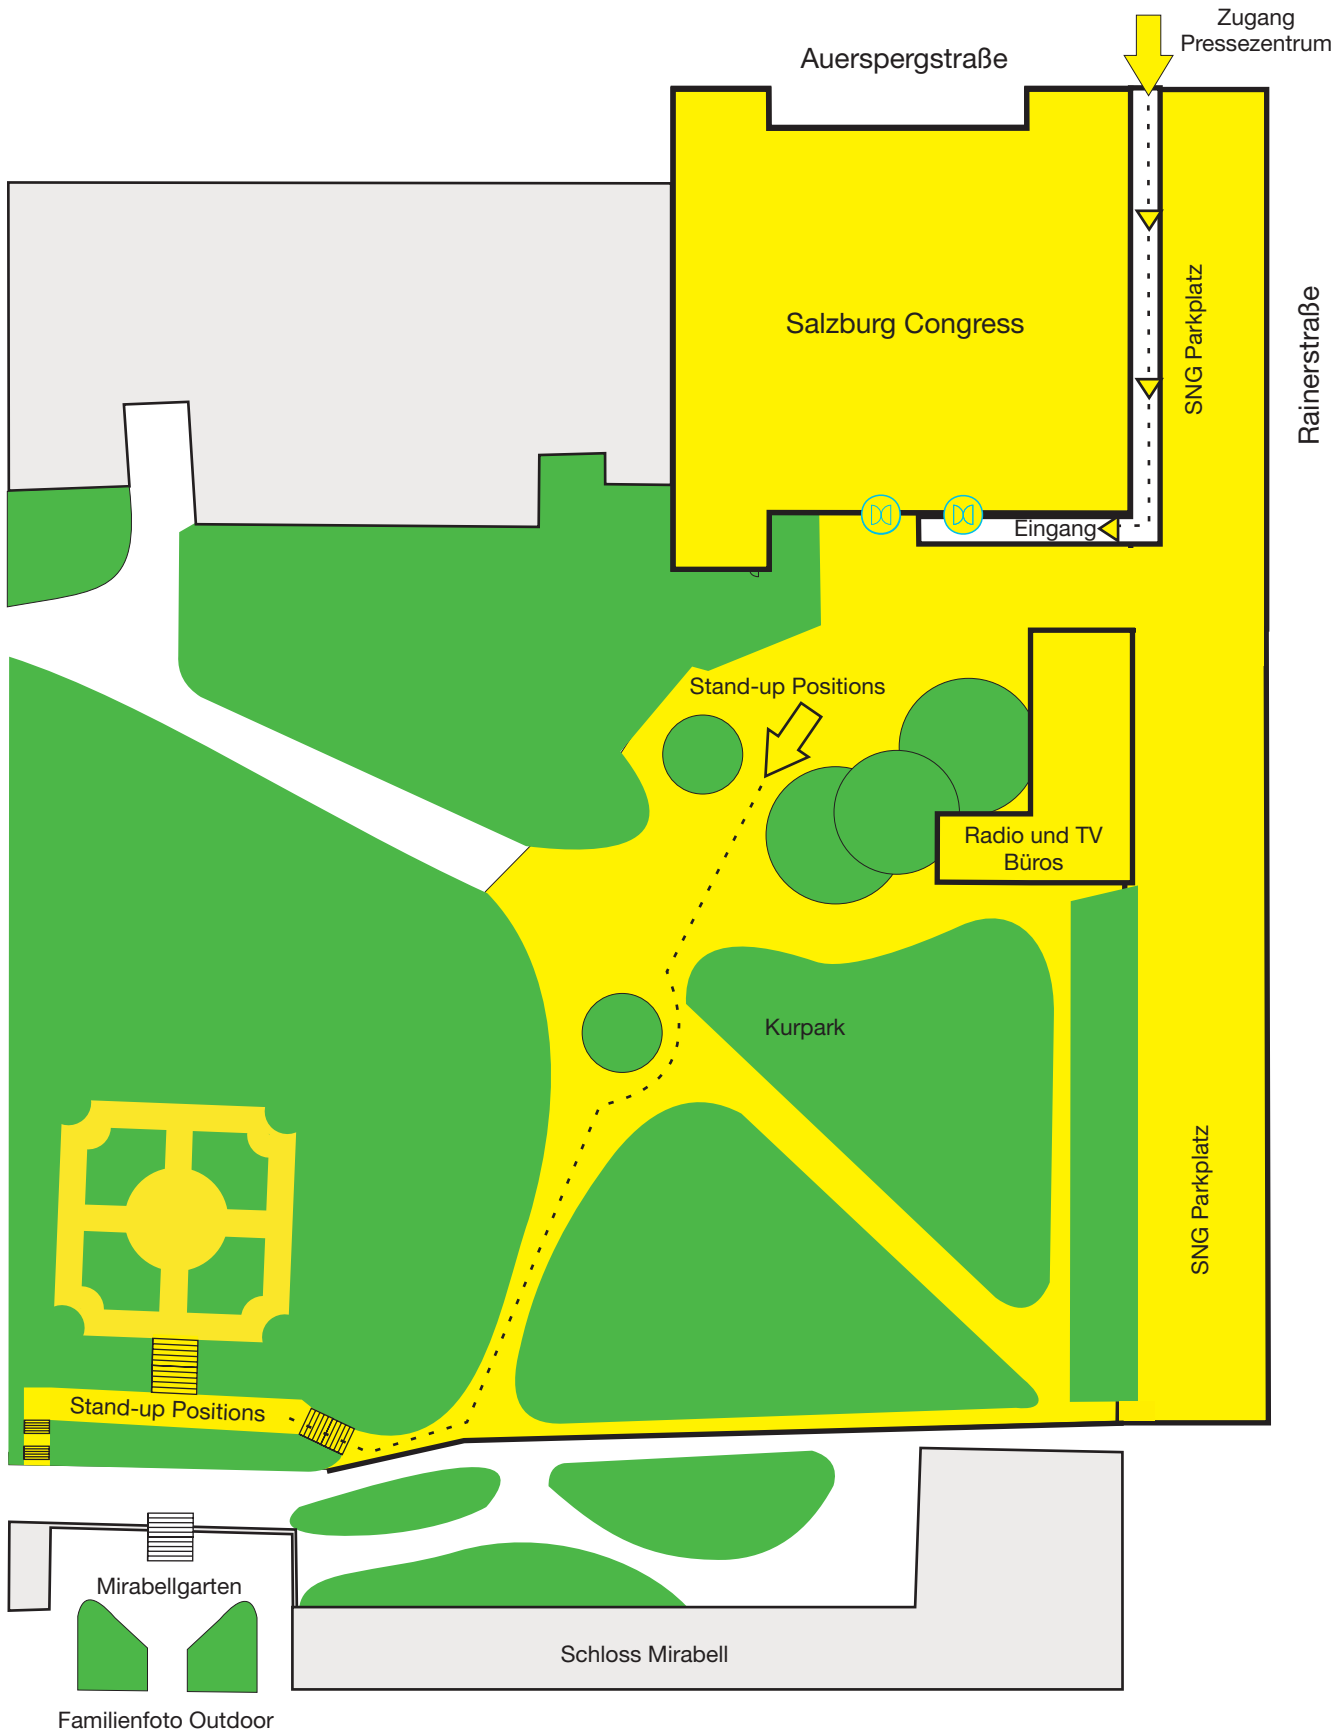 Zugang
Pressezentrum
Auerspergstraße
Salzburg Congress
SNG Parkplatz
Rainerstraße
Eingang
Stand-up Positions
Radio und TV
Büros
Kurpark
SNG Parkplatz
Stand-up Positions
Mirabellgarten
Schloss Mirabell
Familienfoto Outdoor